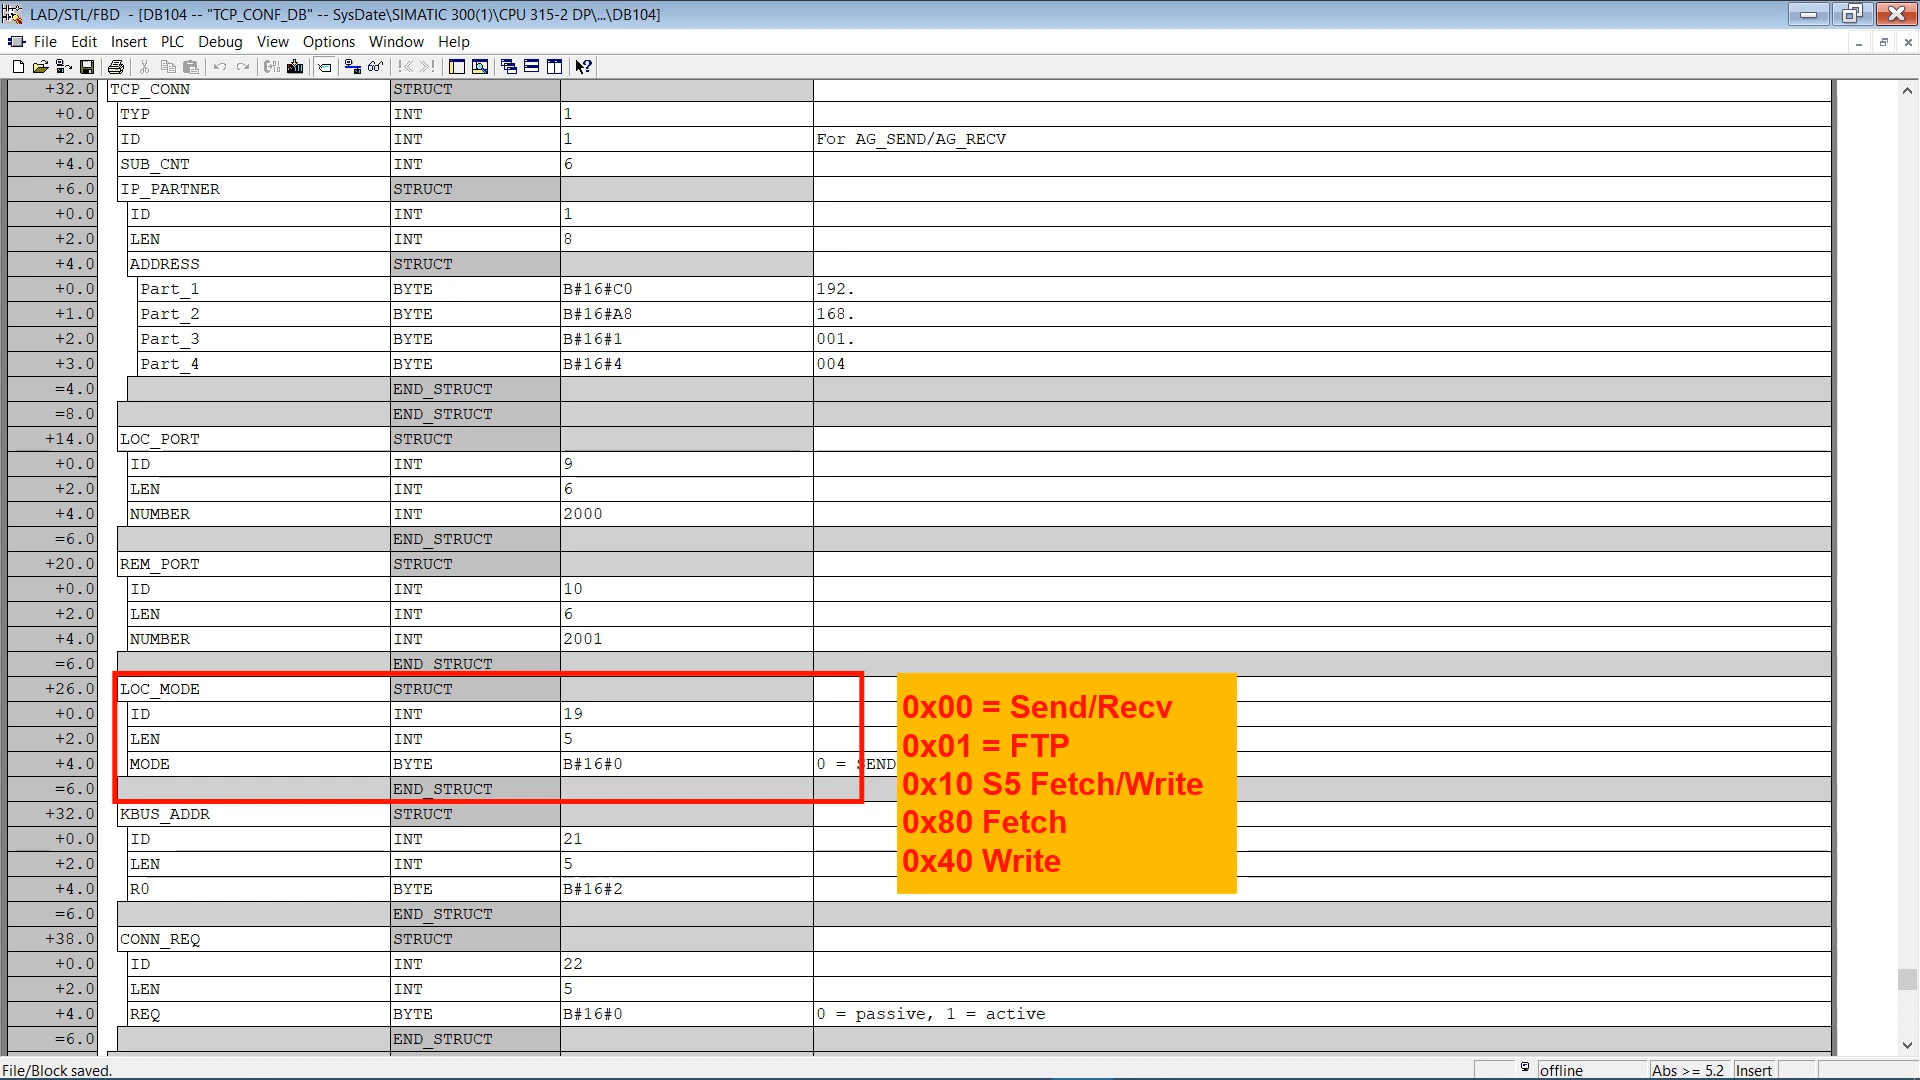 LAD/STL/FBD - [DB104 -- "TCP_CONF_DB" -- SysDate\SIMATIC 300(1)\CPU 315-2 DP\...\DB104]
File Edit Insert PLC Debug View Options Window Help
+32.0 TCP_CONN STRUCT
+0.0 TYP INT 1
+2.0 ID INT 1 For AG_SEND/AG_RECV
+4.0 SUB_CNT INT 6
+6.0 IP_PARTNER STRUCT
+0.0 ID INT 1
+2.0 LEN INT 8
+4.0 ADDRESS STRUCT
+0.0 Part_1 BYTE B#16#C0 192.
+1.0 Part_2 BYTE B#16#A8 168.
+2.0 Part_3 BYTE B#16#1 001.
+3.0 Part_4 BYTE B#16#4 004
=4.0 END_STRUCT
=8.0 END_STRUCT
+14.0 LOC_PORT STRUCT
+0.0 ID INT 9
+2.0 LEN INT 6
+4.0 NUMBER INT 2000
=6.0 END_STRUCT
+20.0 REM_PORT STRUCT
+0.0 ID INT 10
+2.0 LEN INT 6
+4.0 NUMBER INT 2001
=6.0 END_STRUCT
+26.0 LOC_MODE STRUCT
+0.0 ID INT 19
+2.0 LEN INT 5
+4.0 MODE BYTE B#16#0 0 = SEND
=6.0 END_STRUCT
0x00 = Send/Recv
0x01 = FTP
0x10 S5 Fetch/Write
0x80 Fetch
0x40 Write
+32.0 KBUS_ADDR STRUCT
+0.0 ID INT 21
+2.0 LEN INT 5
+4.0 R0 BYTE B#16#2
=6.0 END_STRUCT
+38.0 CONN_REQ STRUCT
+0.0 ID INT 22
+2.0 LEN INT 5
+4.0 REQ BYTE B#16#0 0 = passive, 1 = active
=6.0 END_STRUCT
File/Block saved. offline Abs >= 5.2 Insert